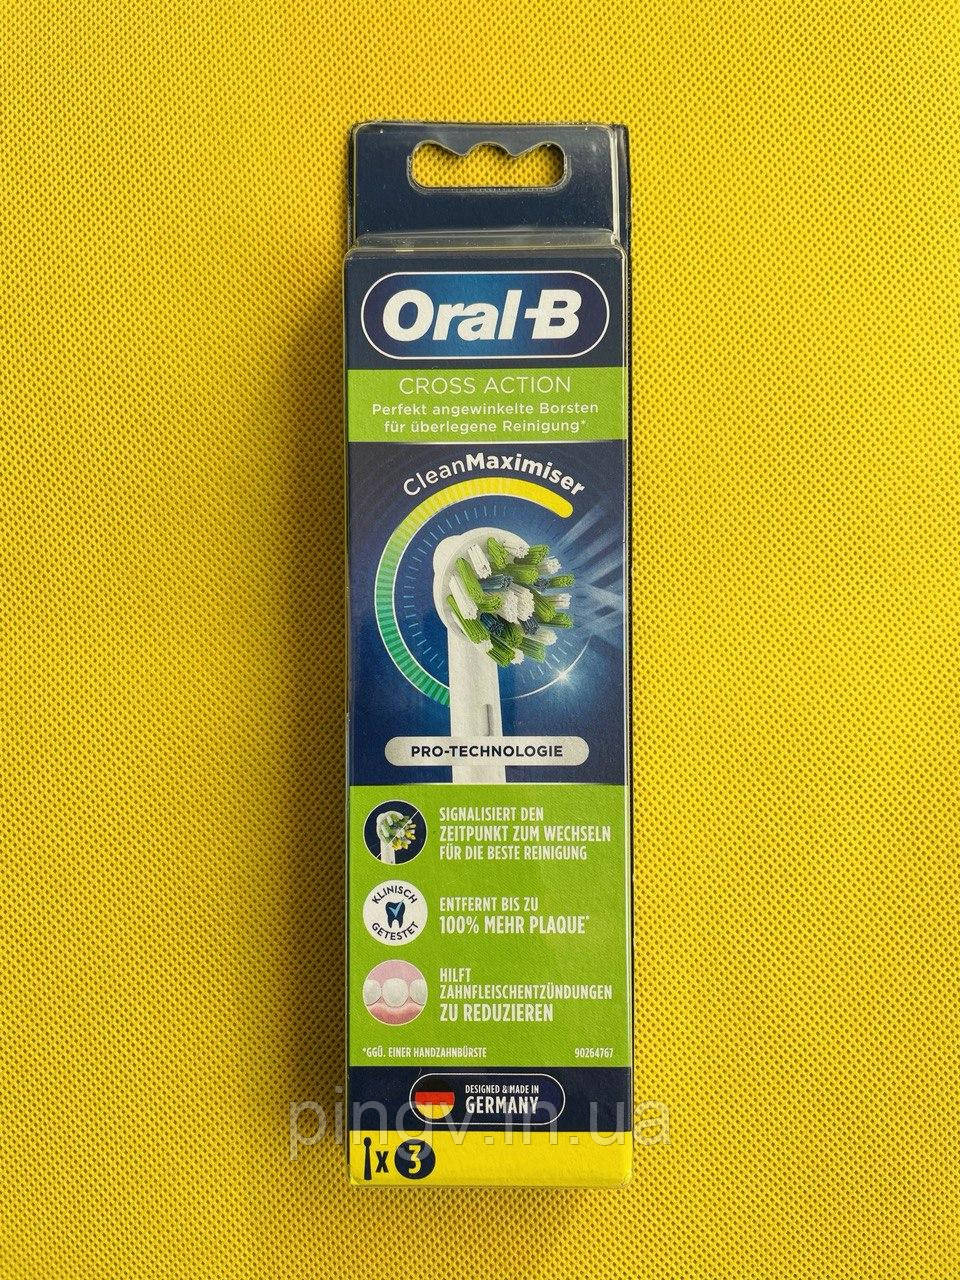 Oral-B
CROSS ACTION
Perfekt angewinkelte Borsten
für überlegene Reinigung*
CleanMaximiser
PRO-TECHNOLOGIE
SIGNALISIERT DEN
ZEITPUNKT ZUM WECHSELN
FÜR DIE BESTE REINIGUNG
KLINISCH
GETESTET
ENTFERNT BIS ZU
100% MEHR PLAQUE*
HILFT
ZAHNFLEISCHENTZÜNDUNGEN
ZU REDUZIEREN
*GGÜ. EINER HANDZAHNBÜRSTE 90264767
DESIGNED & MADE IN
GERMANY
pingv.in.ua
x 3